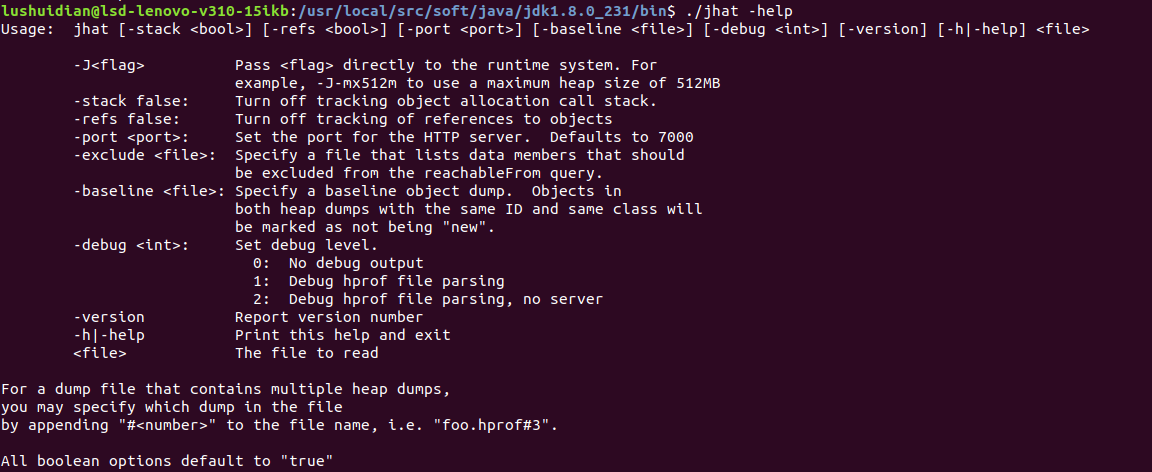 lushuidian@lsd-lenovo-v310-15ikb:/usr/local/src/soft/java/jdk1.8.0_231/bin$ ./jhat -help
Usage:  jhat [-stack <bool>] [-refs <bool>] [-port <port>] [-baseline <file>] [-debug <int>] [-version] [-h|-help] <file>

        -J<flag>          Pass <flag> directly to the runtime system. For
                          example, -J-mx512m to use a maximum heap size of 512MB
        -stack false:     Turn off tracking object allocation call stack.
        -refs false:      Turn off tracking of references to objects
        -port <port>:     Set the port for the HTTP server.  Defaults to 7000
        -exclude <file>:  Specify a file that lists data members that should
                          be excluded from the reachableFrom query.
        -baseline <file>: Specify a baseline object dump.  Objects in
                          both heap dumps with the same ID and same class will
                          be marked as not being "new".
        -debug <int>:     Set debug level.
                            0:  No debug output
                            1:  Debug hprof file parsing
                            2:  Debug hprof file parsing, no server
        -version          Report version number
        -h|-help          Print this help and exit
        <file>            The file to read

For a dump file that contains multiple heap dumps,
you may specify which dump in the file
by appending "#<number>" to the file name, i.e. "foo.hprof#3".

All boolean options default to "true"